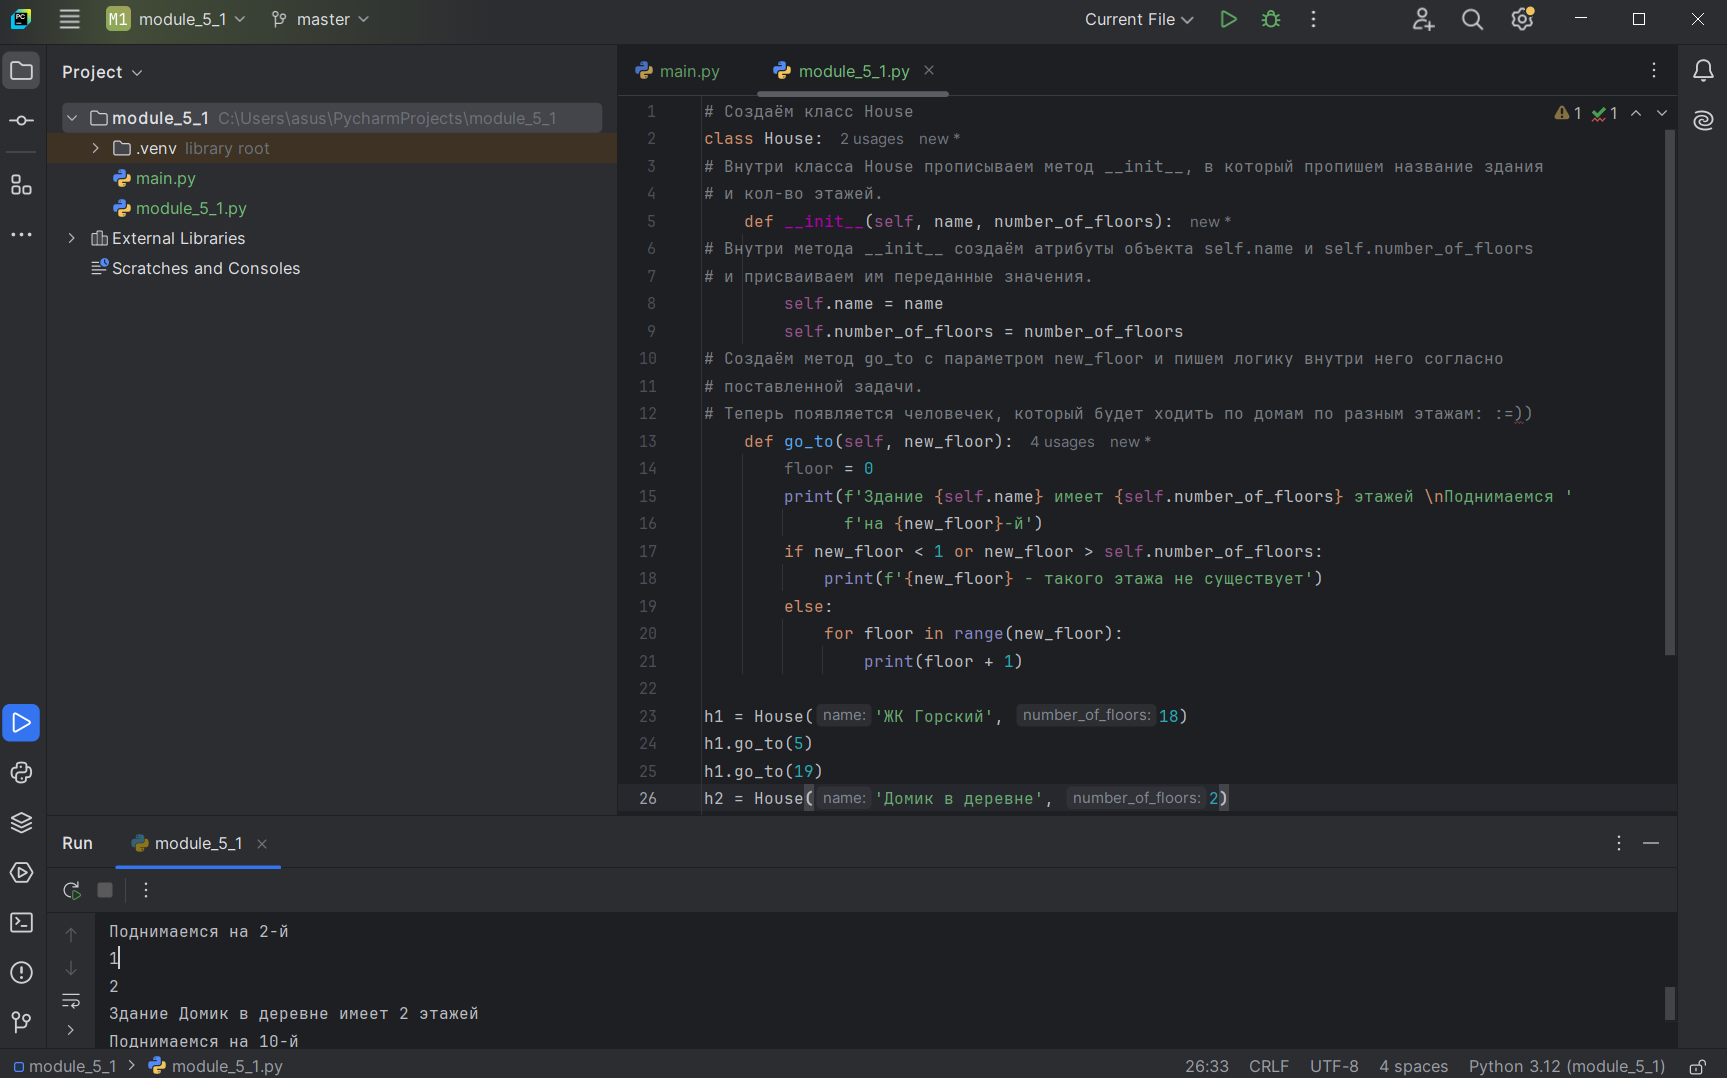 PC M1 module_5_1 master Current File
Project
main.py module_5_1.py
module_5_1 C:\Users\asus\PycharmProjects\module_5_1
.venv library root
main.py
module_5_1.py
External Libraries
Scratches and Consoles
1 1
1 # Создаём класс House
2 class House: 2 usages new *
3 # Внутри класса House прописываем метод __init__, в который пропишем название здания
4 # и кол-во этажей.
5 def __init__(self, name, number_of_floors): new *
6 # Внутри метода __init__ создаём атрибуты объекта self.name и self.number_of_floors
7 # и присваиваем им переданные значения.
8 self.name = name
9 self.number_of_floors = number_of_floors
10 # Создаём метод go_to с параметром new_floor и пишем логику внутри него согласно
11 # поставленной задачи.
12 # Теперь появляется человечек, который будет ходить по домам по разным этажам: :=))
13 def go_to(self, new_floor): 4 usages new *
14 floor = 0
15 print(f'Здание {self.name} имеет {self.number_of_floors} этажей \nПоднимаемся '
16 f'на {new_floor}-й')
17 if new_floor < 1 or new_floor > self.number_of_floors:
18 print(f'{new_floor} - такого этажа не существует')
19 else:
20 for floor in range(new_floor):
21 print(floor + 1)
22
23 h1 = House( name: 'ЖК Горский', number_of_floors: 18)
24 h1.go_to(5)
25 h1.go_to(19)
26 h2 = House( name: 'Домик в деревне', number_of_floors: 2)
Run module_5_1
Поднимаемся на 2-й
1
2
Здание Домик в деревне имеет 2 этажей
Поднимаемся на 10-й
module_5_1 module_5_1.py 26:33 CRLF UTF-8 4 spaces Python 3.12 (module_5_1)